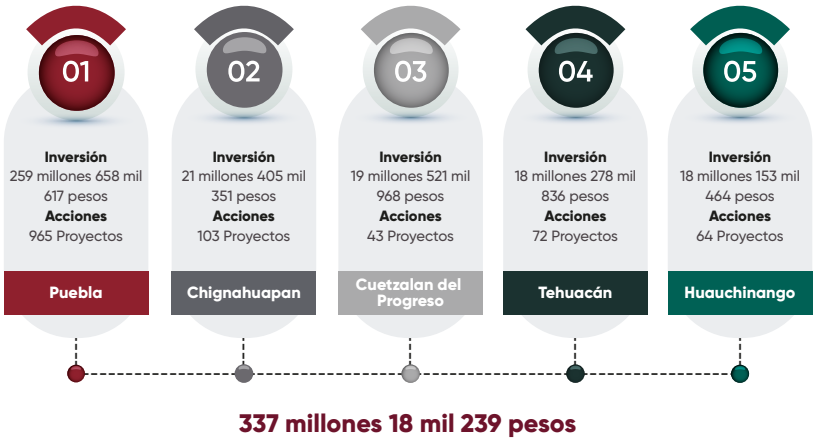 01
Inversión
259 millones 658 mil
617 pesos
Acciones
965 Proyectos
Puebla
02
Inversión
21 millones 405 mil
351 pesos
Acciones
103 Proyectos
Chignahuapan
03
Inversión
19 millones 521 mil
968 pesos
Acciones
43 Proyectos
Cuetzalan del
Progreso
04
Inversión
18 millones 278 mil
836 pesos
Acciones
72 Proyectos
Tehuacán
05
Inversión
18 millones 153 mil
464 pesos
Acciones
64 Proyectos
Huauchinango
337 millones 18 mil 239 pesos